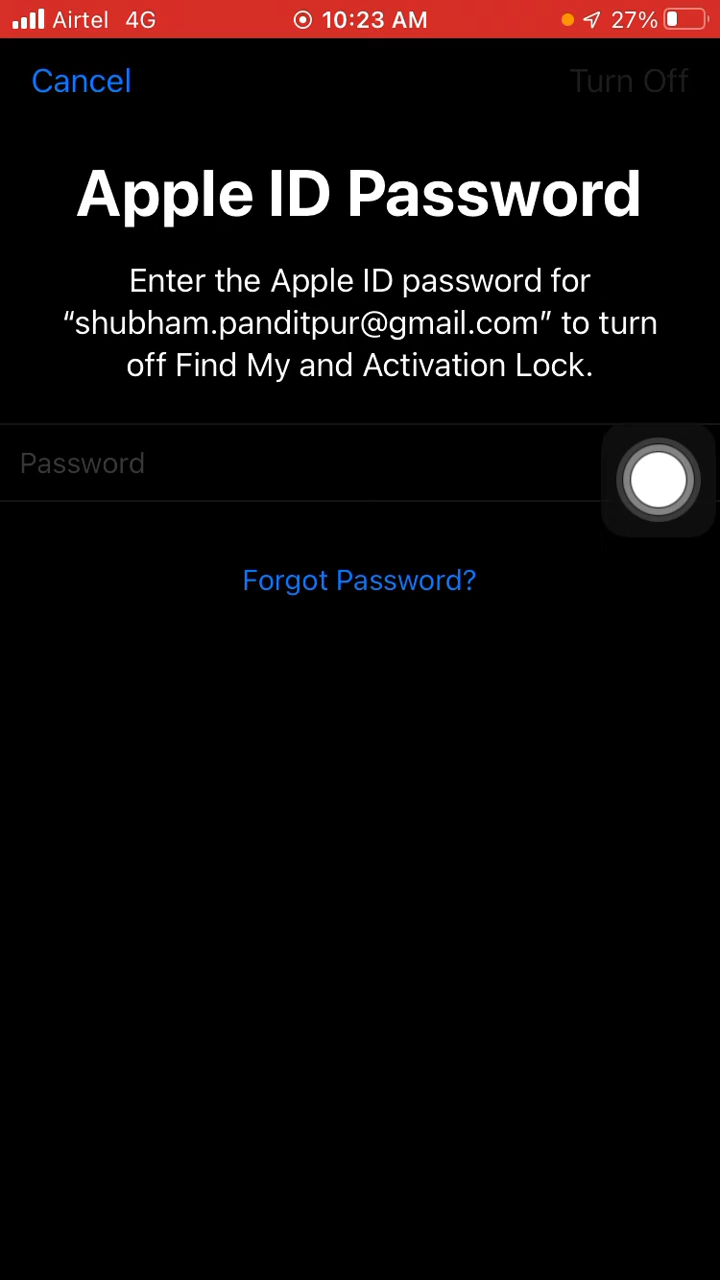 Airtel 4G 10:23 AM 27%
Cancel Turn Off
Apple ID Password
Enter the Apple ID password for
“shubham.panditpur@gmail.com” to turn
off Find My and Activation Lock.
Password
Forgot Password?